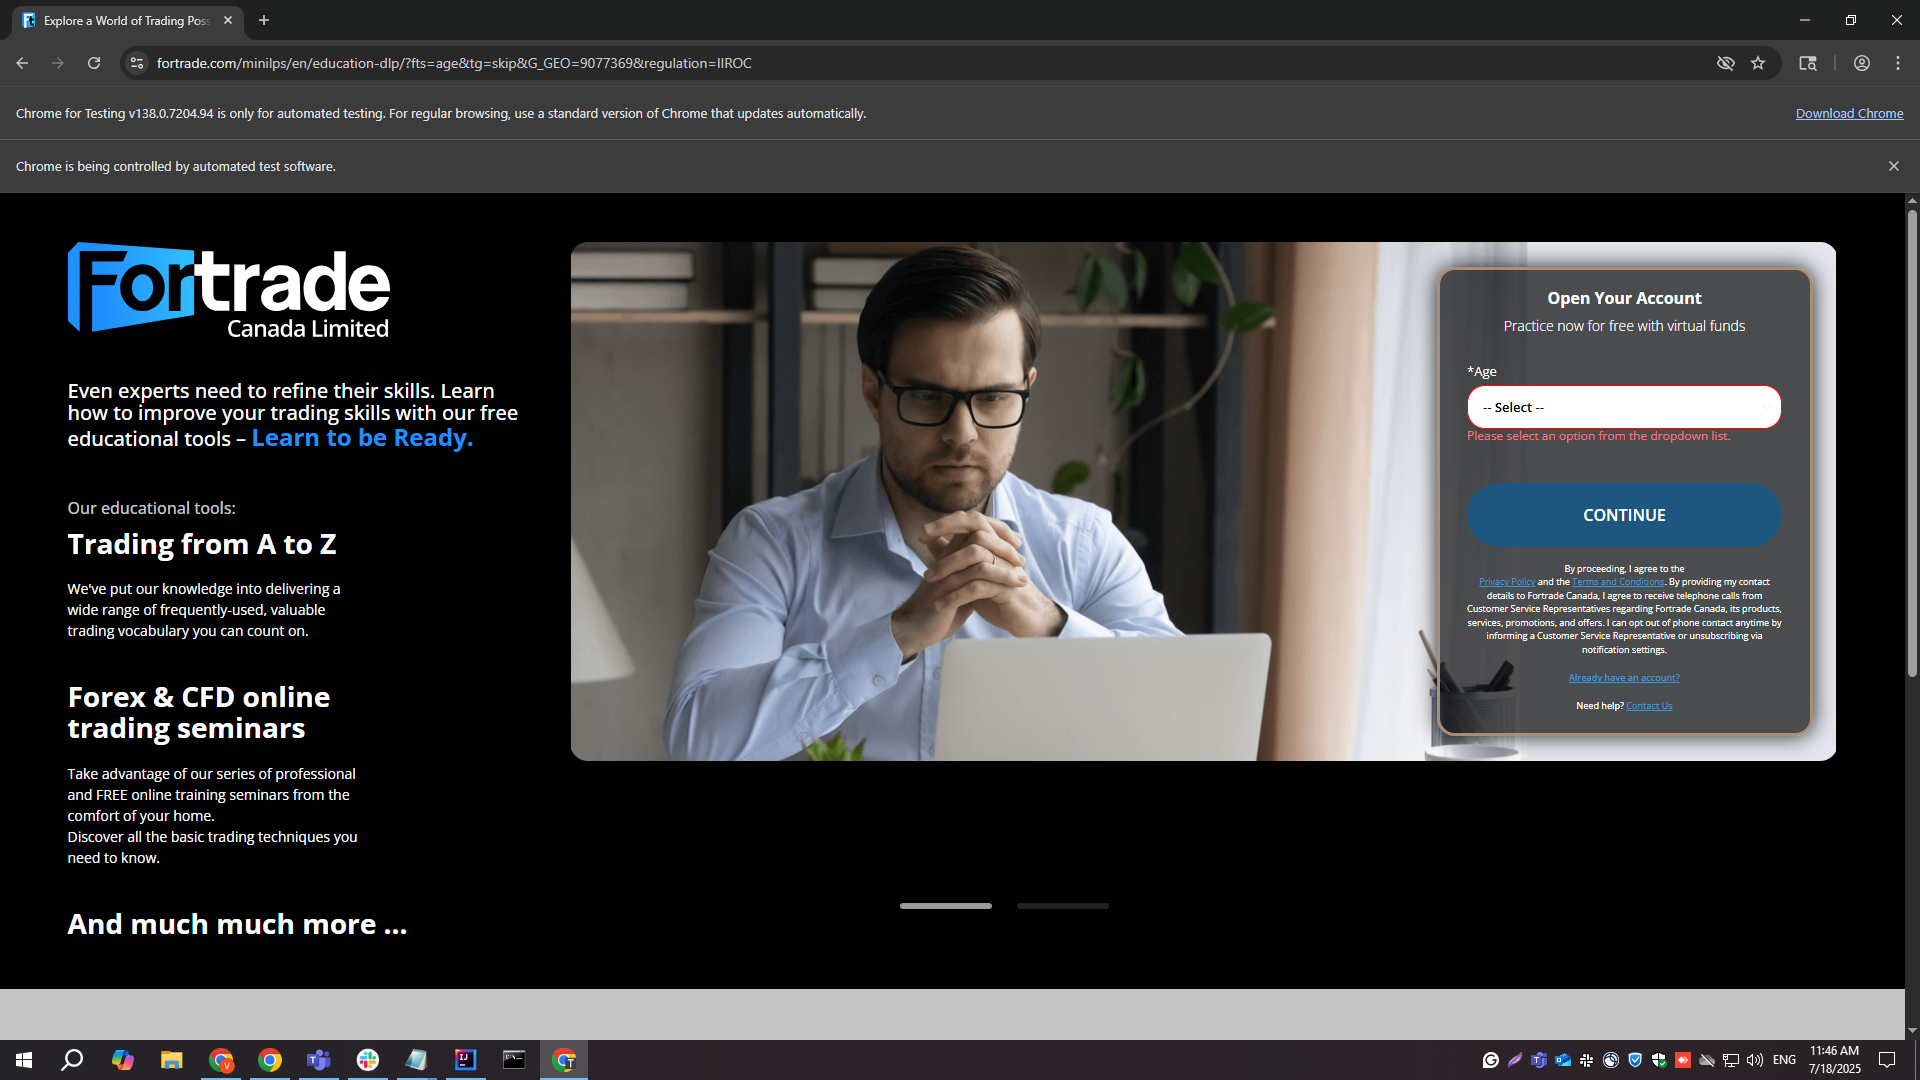 Explore a World of Trading Poss
fortrade.com/minilps/en/education-dlp/?fts=age&tg=skip&G_GEO=9077369&regulation=IIROC
Chrome for Testing v138.0.7204.94 is only for automated testing. For regular browsing, use a standard version of Chrome that updates automatically.
Download Chrome
Chrome is being controlled by automated test software.
Fortrade
Canada Limited
Even experts need to refine their skills. Learn
how to improve your trading skills with our free
educational tools – Learn to be Ready.
Our educational tools:
Trading from A to Z
We've put our knowledge into delivering a
wide range of frequently-used, valuable
trading vocabulary you can count on.
Forex & CFD online
trading seminars
Take advantage of our series of professional
and FREE online training seminars from the
comfort of your home.
Discover all the basic trading techniques you
need to know.
And much much more ...
Open Your Account
Practice now for free with virtual funds
*Age
-- Select --
Please select an option from the dropdown list.
CONTINUE
By proceeding, I agree to the
Privacy Policy and the Terms and Conditions. By providing my contact
details to Fortrade Canada, I agree to receive telephone calls from
Customer Service Representatives regarding Fortrade Canada, its products,
services, promotions, and offers. I can opt out of phone contact anytime by
informing a Customer Service Representative or unsubscribing via
notification settings.
Already have an account?
Need help? Contact Us
ENG
11:46 AM
7/18/2025